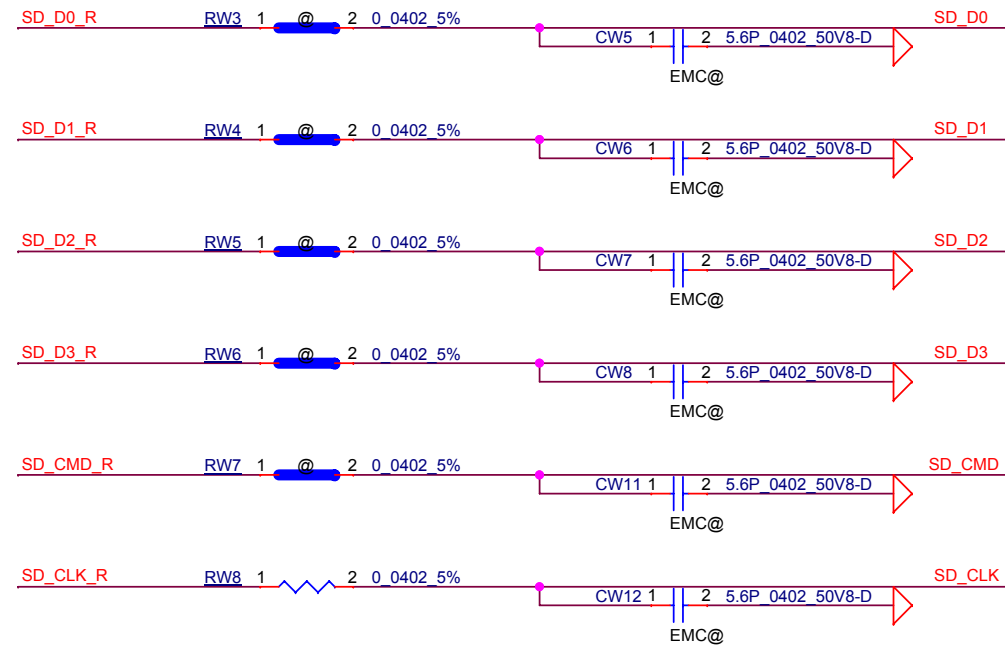 SD_D0_R RW3 1 @ 2 0_0402_5% SD_D0
CW5 1 2 5.6P_0402_50V8-D
EMC@
SD_D1_R RW4 1 @ 2 0_0402_5% SD_D1
CW6 1 2 5.6P_0402_50V8-D
EMC@
SD_D2_R RW5 1 @ 2 0_0402_5% SD_D2
CW7 1 2 5.6P_0402_50V8-D
EMC@
SD_D3_R RW6 1 @ 2 0_0402_5% SD_D3
CW8 1 2 5.6P_0402_50V8-D
EMC@
SD_CMD_R RW7 1 @ 2 0_0402_5% SD_CMD
CW11 1 2 5.6P_0402_50V8-D
EMC@
SD_CLK_R RW8 1 2 0_0402_5% SD_CLK
CW12 1 2 5.6P_0402_50V8-D
EMC@